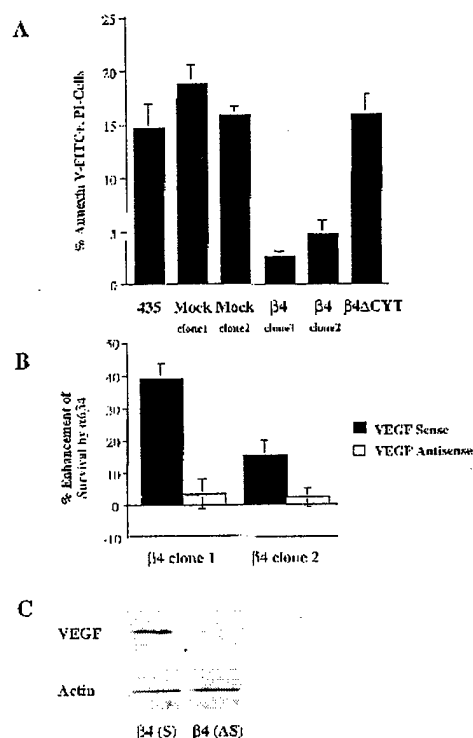 A
% Annexin V-FITC+, PI-Cells
25
20
15
10
5
0
435 Mock Mock β4 β4 β4ΔCYT
clone1 clone2 clone1 clone2
B
% Enhancement of
Survival by α6β4
50
40
30
20
10
0
-10
β4 clone 1 β4 clone 2
VEGF Sense
VEGF Antisense
C
VEGF
Actin
β4 (S) β4 (AS)